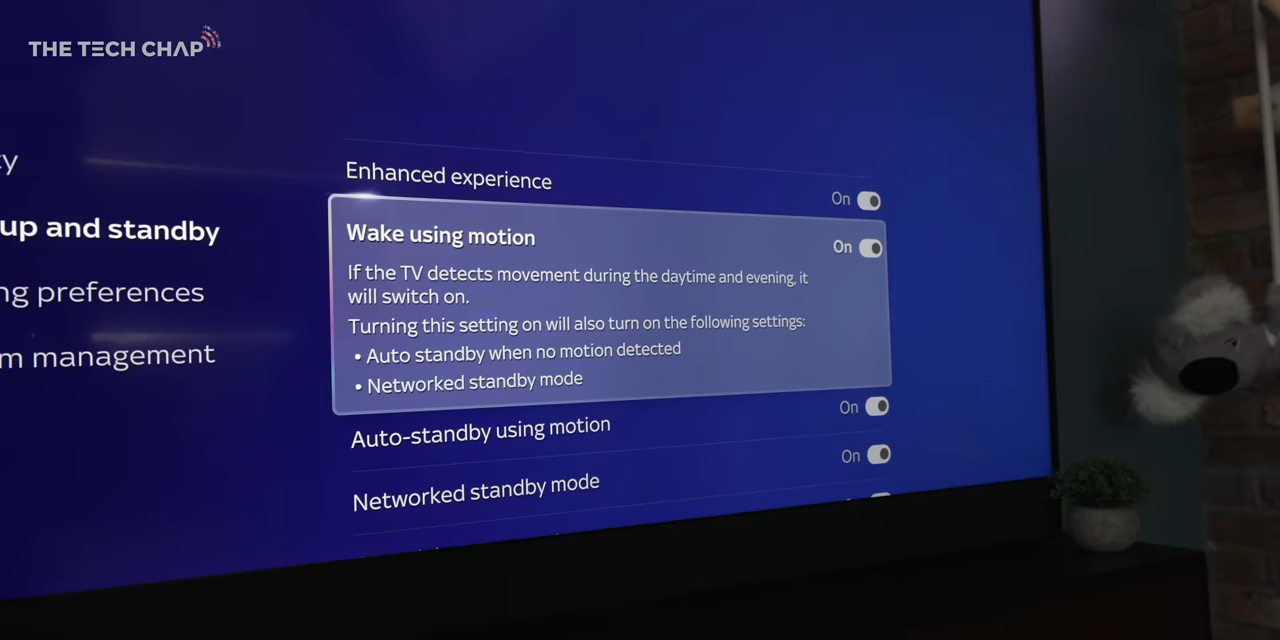 THE TECH CHAP
Enhanced experience
On
Wake using motion
On
If the TV detects movement during the daytime and evening, it
will switch on.
Turning this setting on will also turn on the following settings:
• Auto standby when no motion detected
• Networked standby mode
Auto-standby using motion
On
Networked standby mode
On
up and standby
preferences
management